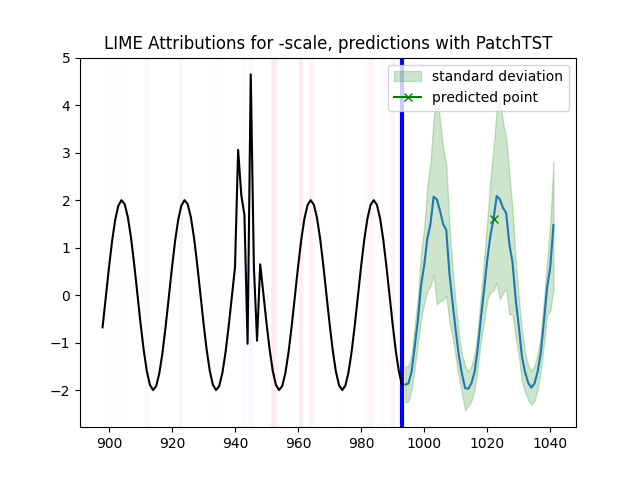 LIME Attributions for -scale, predictions with PatchTST
standard deviation
predicted point
5
4
3
2
1
0
−1
−2
900 920 940 960 980 1000 1020 1040